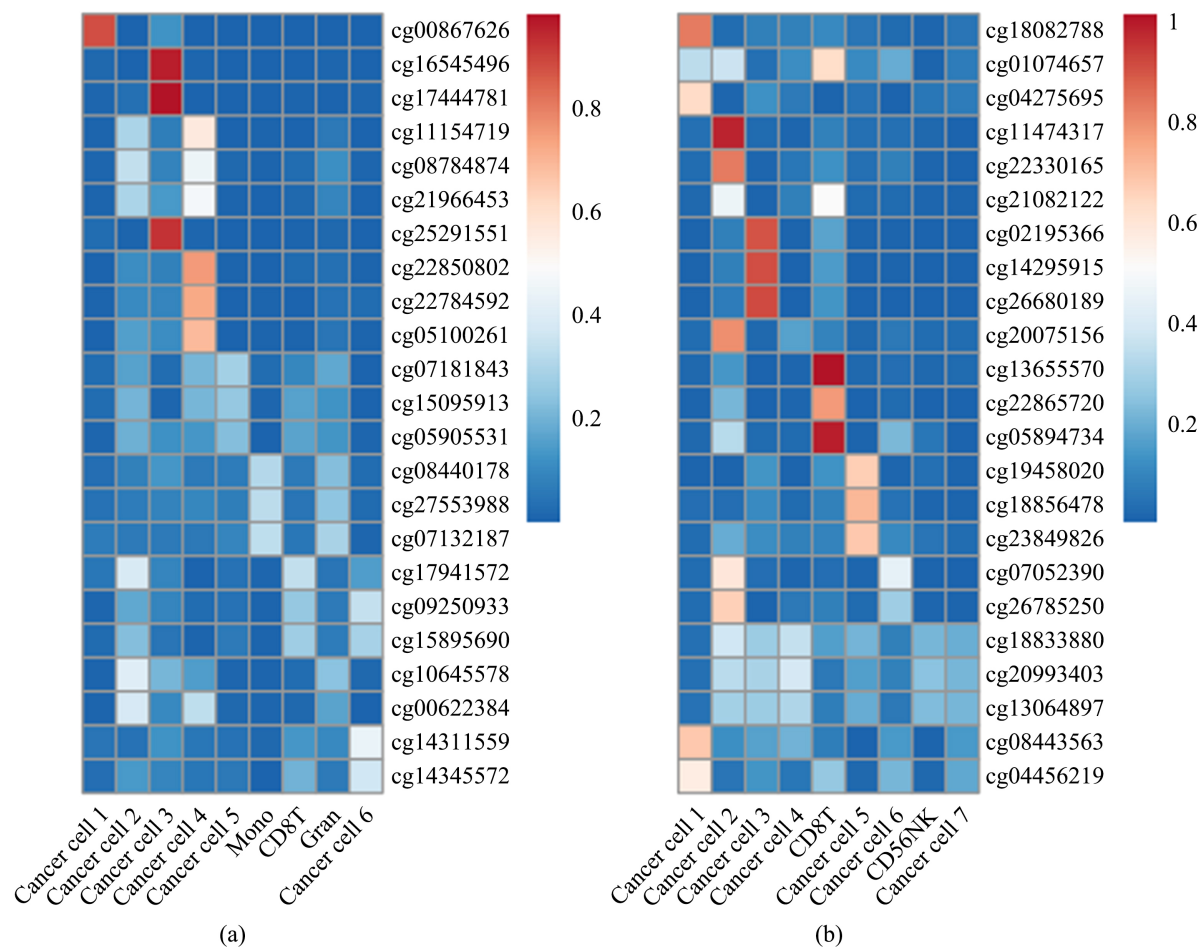 cg00867626
cg16545496
cg17444781
cg11154719
cg08784874
cg21966453
cg25291551
cg22850802
cg22784592
cg05100261
cg07181843
cg15095913
cg05905531
cg08440178
cg27553988
cg07132187
cg17941572
cg09250933
cg15895690
cg10645578
cg00622384
cg14311559
cg14345572
0.8
0.6
0.4
0.2
Cancer cell 1
Cancer cell 2
Cancer cell 3
Cancer cell 4
Cancer cell 5
Mono
CD8T
Gran
Cancer cell 6
(a)
cg18082788
cg01074657
cg04275695
cg11474317
cg22330165
cg21082122
cg02195366
cg14295915
cg26680189
cg20075156
cg13655570
cg22865720
cg05894734
cg19458020
cg18856478
cg23849826
cg07052390
cg26785250
cg18833880
cg20993403
cg13064897
cg08443563
cg04456219
1
0.8
0.6
0.4
0.2
Cancer cell 1
Cancer cell 2
Cancer cell 3
Cancer cell 4
CD8T
Cancer cell 5
Cancer cell 6
CD56NK
Cancer cell 7
(b)